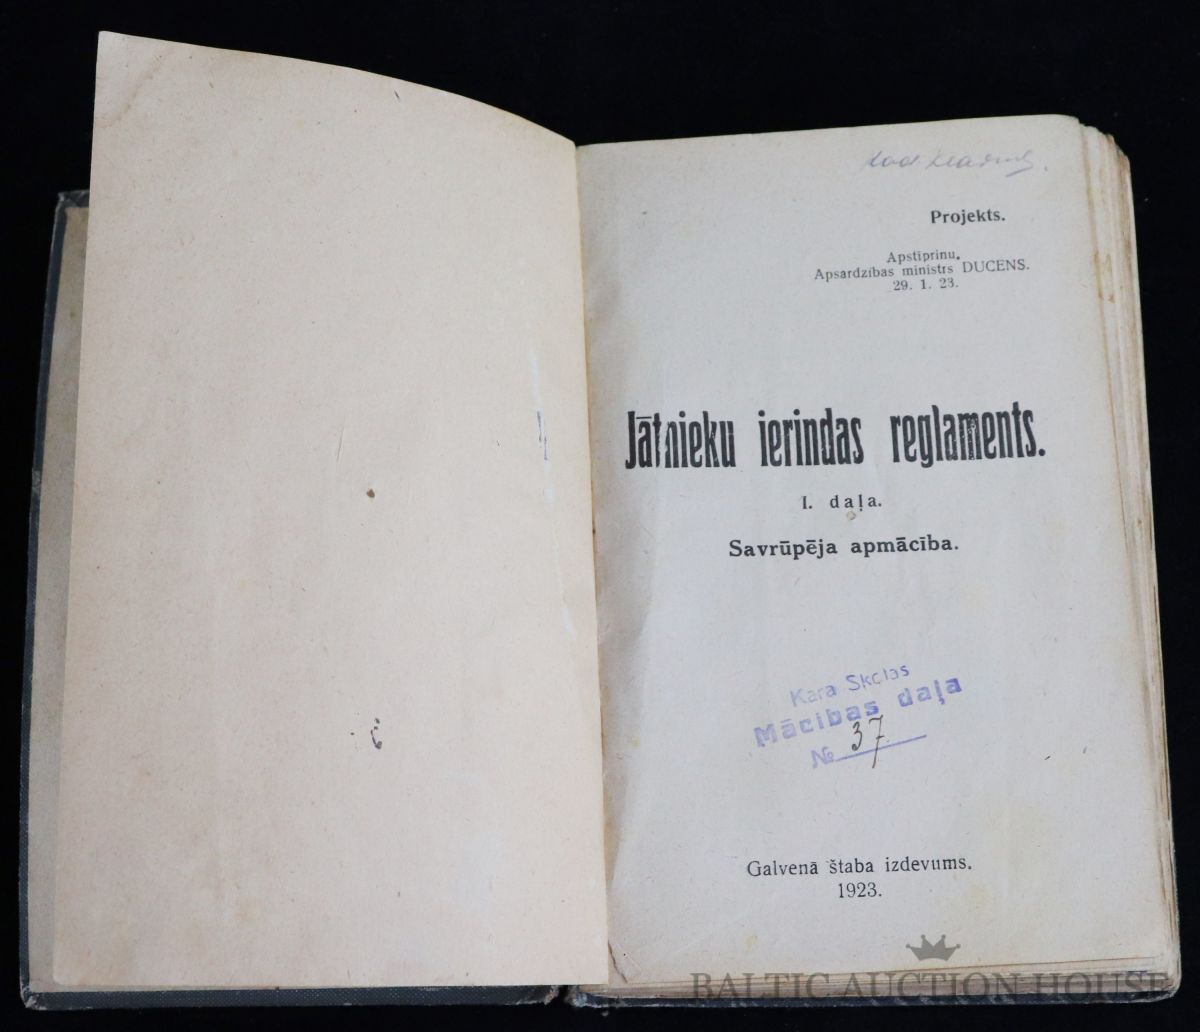 Projekts.
Apstiprinu.
Apsardzības ministrs DUCENS.
29. 1. 23.
Jātnieku ierindas reglaments.
I. daļa.
Savrūpēja apmācība.
Kara Skolas
Mācības daļa
№ 37
Galvenā štaba izdevums.
1923.
BALTIC AUCTION HOUSE